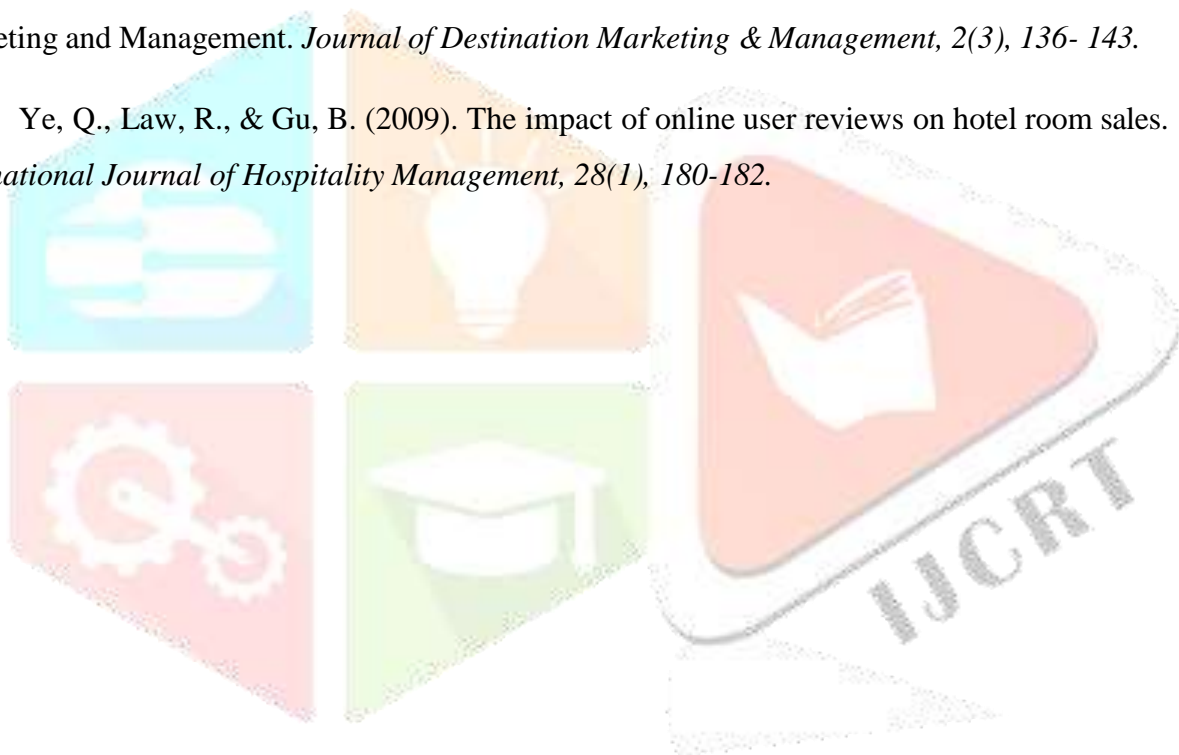 eting and Management. Journal of Destination Marketing & Management, 2(3), 136- 143.
Ye, Q., Law, R., & Gu, B. (2009). The impact of online user reviews on hotel room sales.
national Journal of Hospitality Management, 28(1), 180-182.
IJCRT